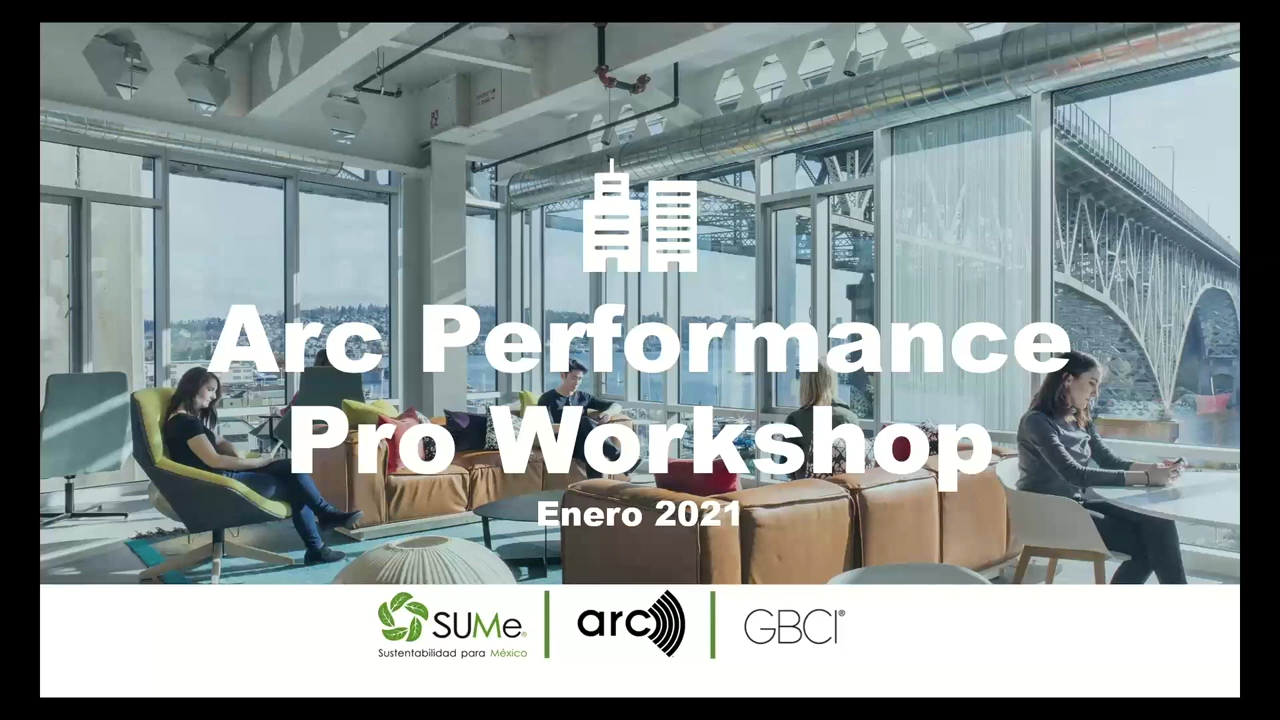 Arc Performance
Pro Workshop
Enero 2021
SUMe®
Sustentabilidad para México
arc
GBCI®